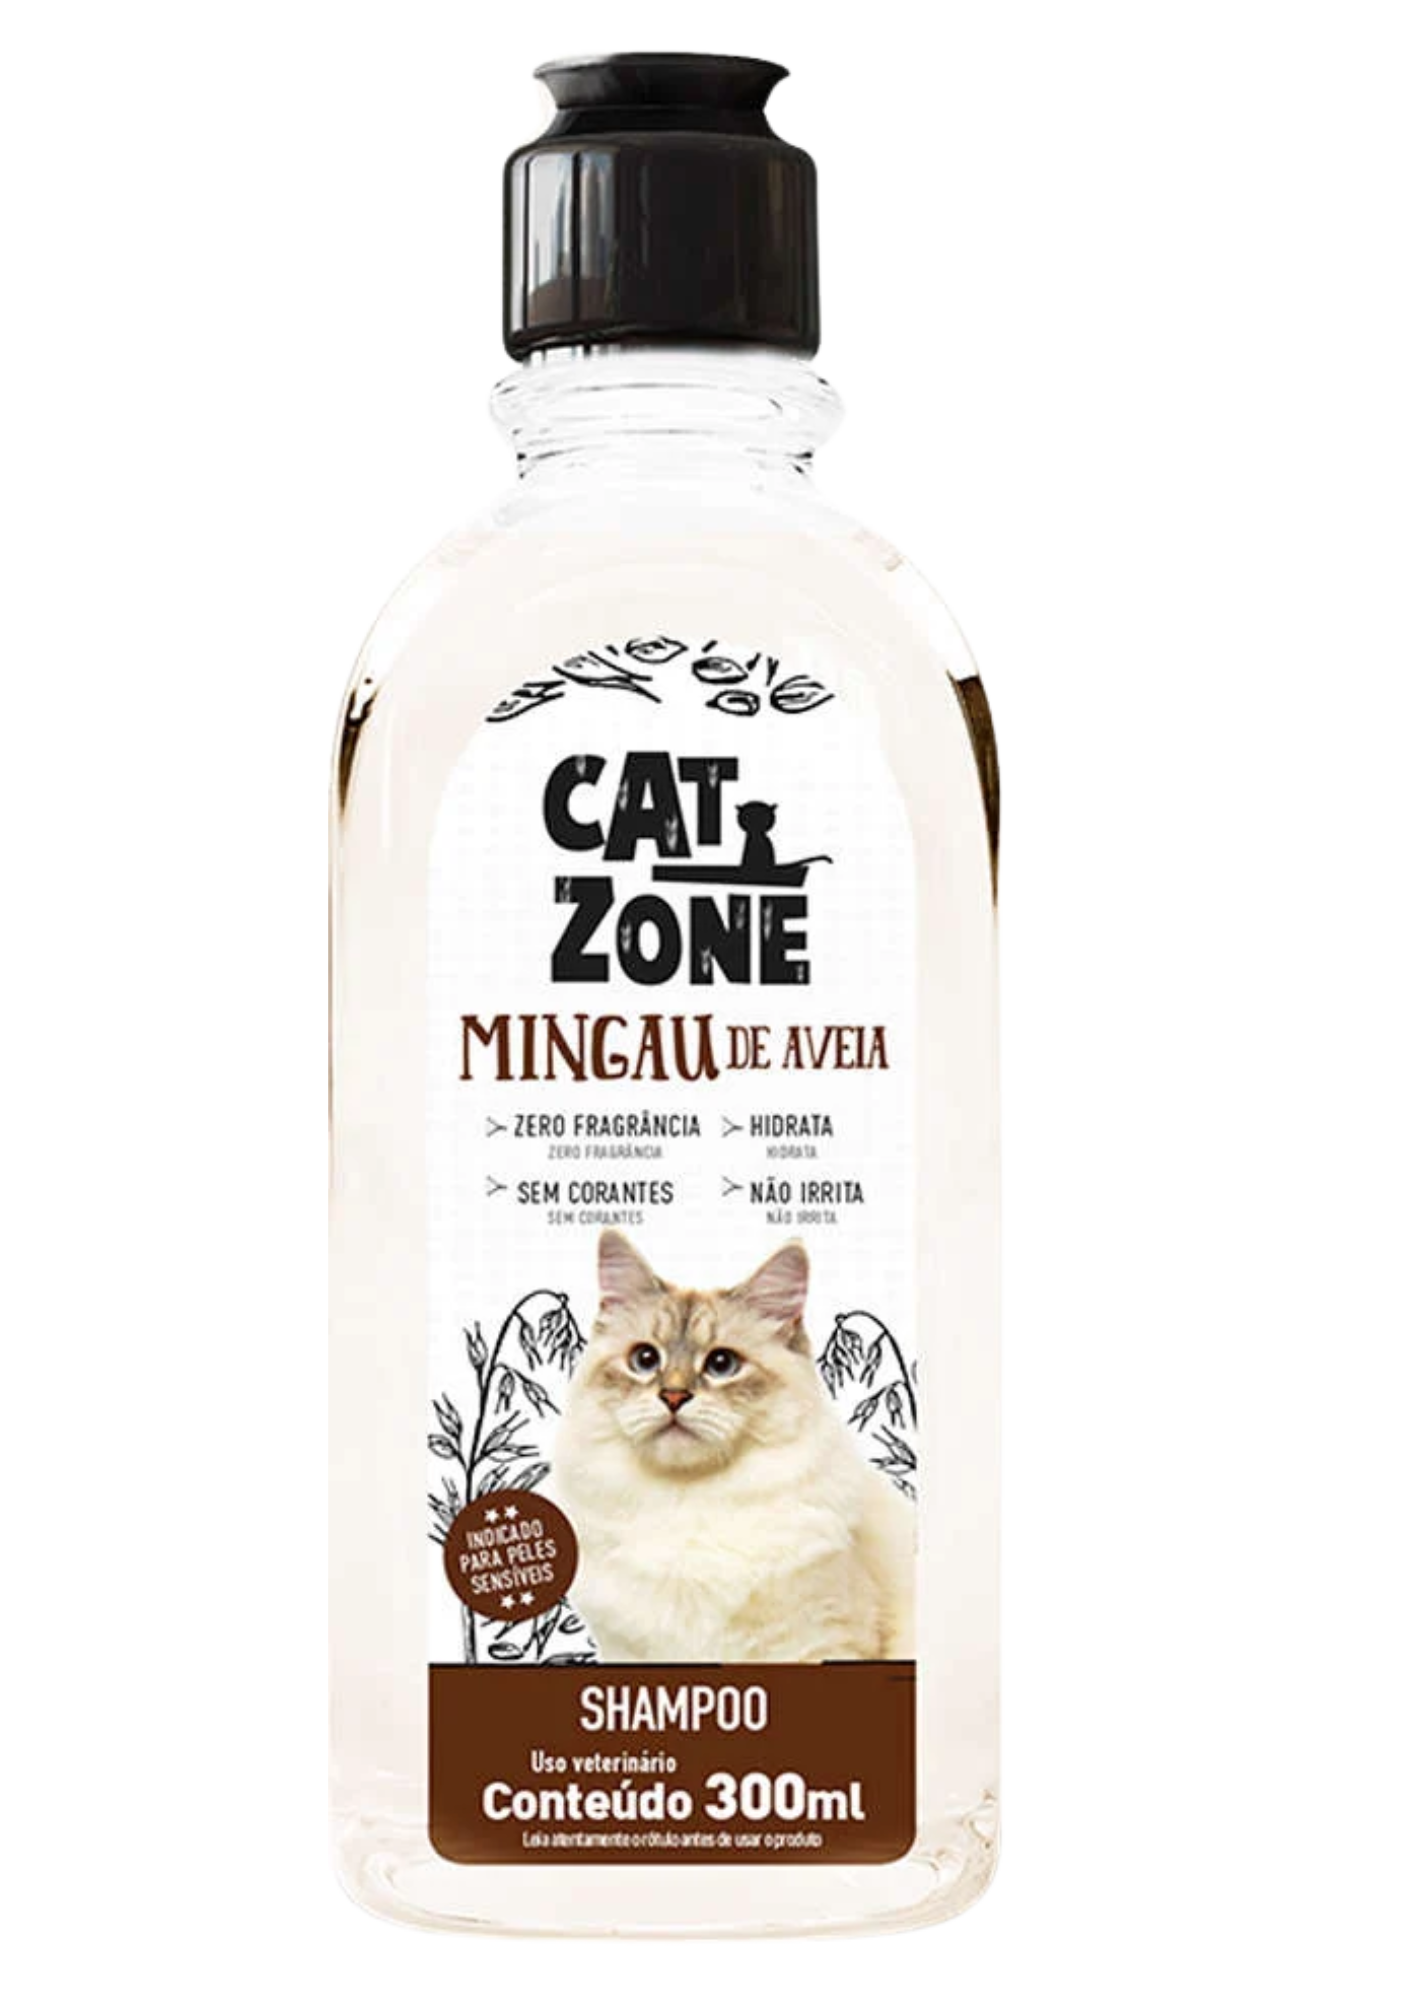 CAT
ZONE
MINGAU DE AVEIA
ZERO FRAGRÂNCIA
ZERO FRAGRÂNCIA
HIDRATA
HIDRATA
SEM CORANTES
SEM CORANTES
NÃO IRRITA
NÃO IRRITA
INDICADO
PARA PELES
SENSÍVEIS
SHAMPOO
Uso veterinário
Conteúdo 300ml
Leia atentamente o rótulo antes de usar o produto